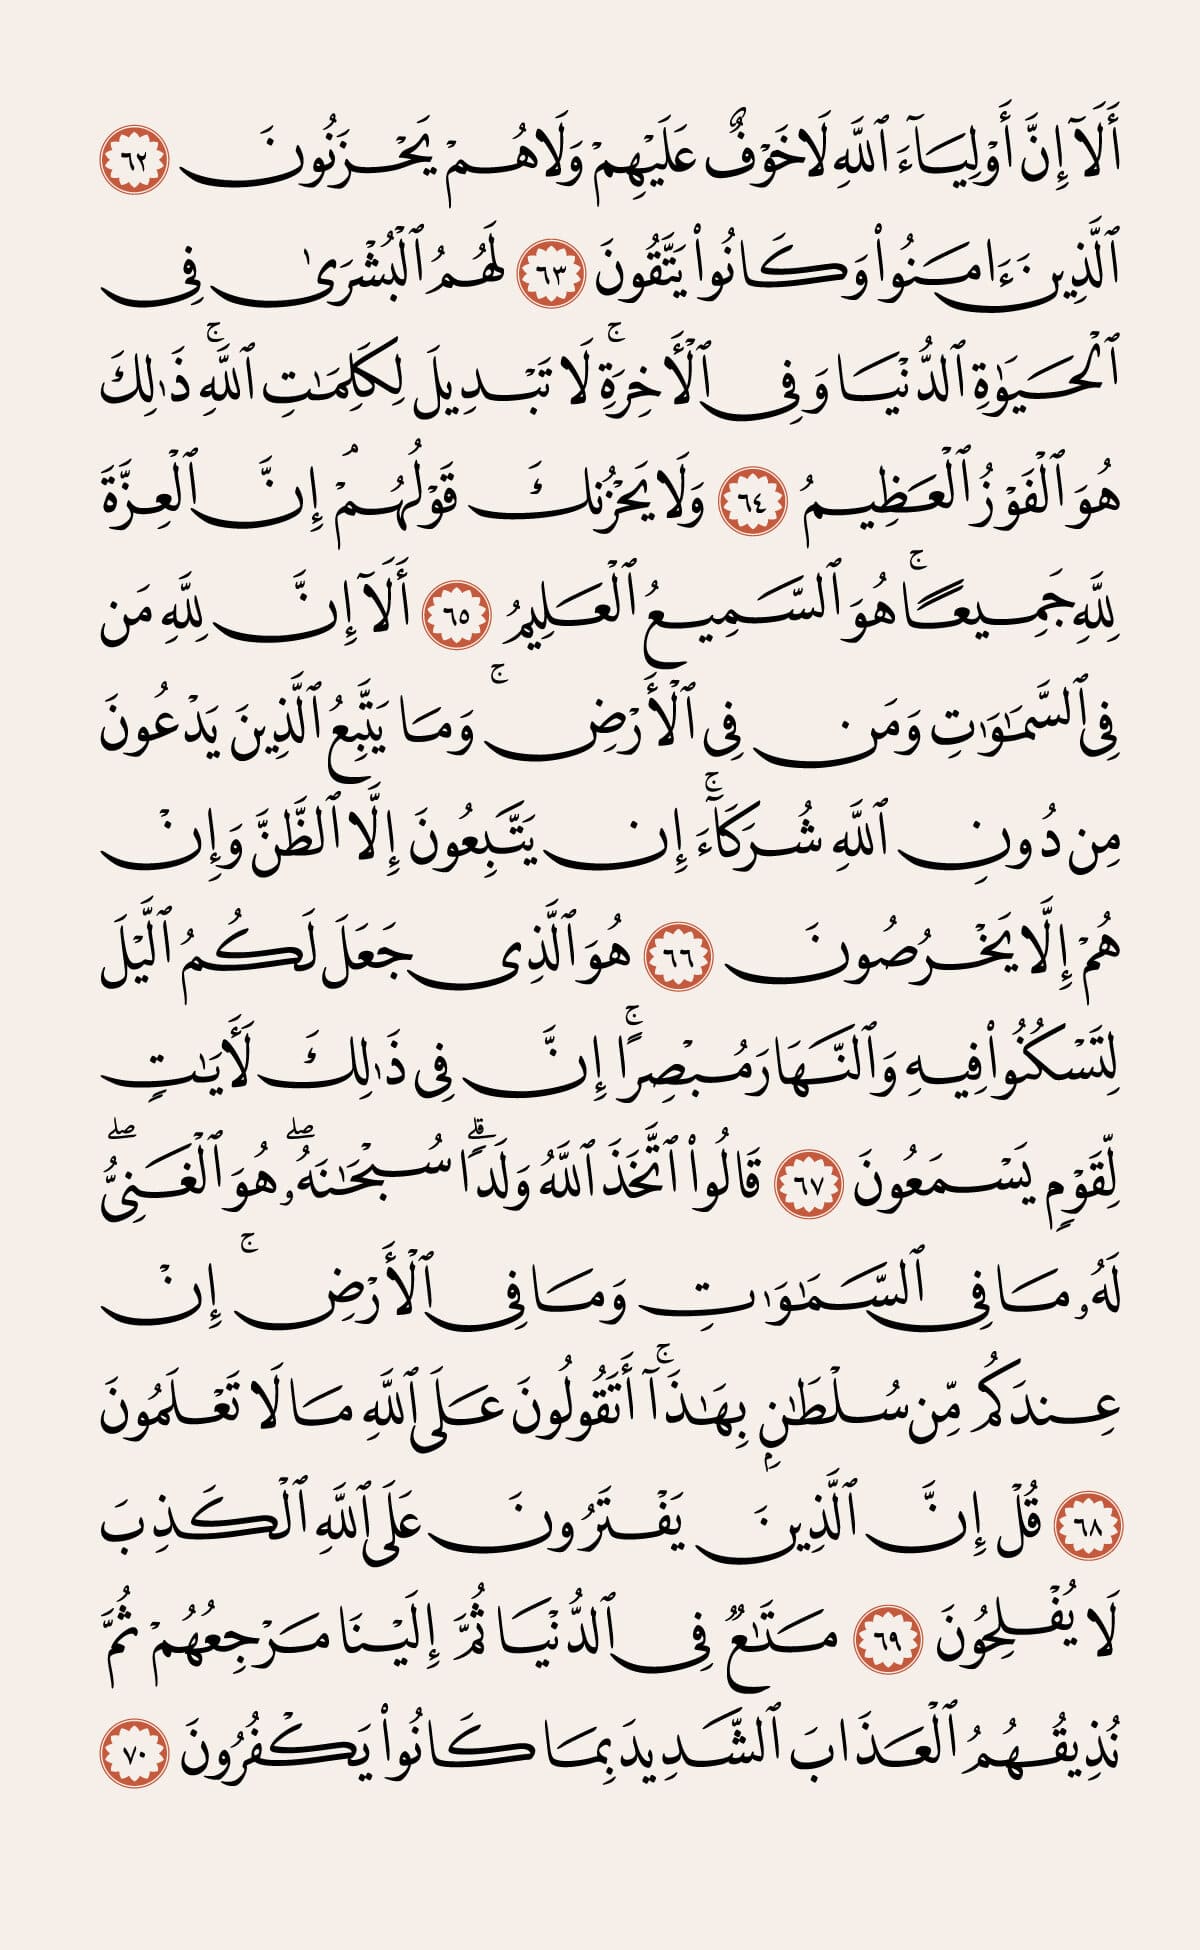 أَلَآ إِنَّ أَوْلِيَآءَ ٱللَّهِ لَا خَوْفٌ عَلَيْهِمْ وَلَا هُمْ يَحْزَنُونَ ٦٢
ٱلَّذِينَ ءَامَنُوا۟ وَكَانُوا۟ يَتَّقُونَ ٦٣ لَهُمُ ٱلْبُشْرَىٰ فِى
ٱلْحَيَوٰةِ ٱلدُّنْيَا وَفِى ٱلْـَٔاخِرَةِ ۚ لَا تَبْدِيلَ لِكَلِمَـٰتِ ٱللَّهِ ۚ ذَٰلِكَ
هُوَ ٱلْفَوْزُ ٱلْعَظِيمُ ٦٤ وَلَا يَحْزُنكَ قَوْلُهُمْ ۘ إِنَّ ٱلْعِزَّةَ
لِلَّهِ جَمِيعًا ۚ هُوَ ٱلسَّمِيعُ ٱلْعَلِيمُ ٦٥ أَلَآ إِنَّ لِلَّهِ مَن
فِى ٱلسَّمَـٰوَٰتِ وَمَن فِى ٱلْأَرْضِ ۚ وَمَا يَتَّبِعُ ٱلَّذِينَ يَدْعُونَ
مِن دُونِ ٱللَّهِ شُرَكَآءَ ۚ إِن يَتَّبِعُونَ إِلَّا ٱلظَّنَّ وَإِنْ
هُمْ إِلَّا يَخْرُصُونَ ٦٦ هُوَ ٱلَّذِى جَعَلَ لَكُمُ ٱلَّيْلَ
لِتَسْكُنُوا۟ فِيهِ وَٱلنَّهَارَ مُبْصِرًا ۚ إِنَّ فِى ذَٰلِكَ لَـَٔايَـٰتٍ
لِّقَوْمٍ يَسْمَعُونَ ٦٧ قَالُوا۟ ٱتَّخَذَ ٱللَّهُ وَلَدًا ۗ سُبْحَـٰنَهُۥ ۖ هُوَ ٱلْغَنِىُّ ۖ
لَهُۥ مَا فِى ٱلسَّمَـٰوَٰتِ وَمَا فِى ٱلْأَرْضِ ۚ إِنْ
عِندَكُم مِّن سُلْطَـٰنٍۭ بِهَـٰذَآ ۚ أَتَقُولُونَ عَلَى ٱللَّهِ مَا لَا تَعْلَمُونَ
٦٨ قُلْ إِنَّ ٱلَّذِينَ يَفْتَرُونَ عَلَى ٱللَّهِ ٱلْكَذِبَ
لَا يُفْلِحُونَ ٦٩ مَتَـٰعٌ فِى ٱلدُّنْيَا ثُمَّ إِلَيْنَا مَرْجِعُهُمْ ثُمَّ
نُذِيقُهُمُ ٱلْعَذَابَ ٱلشَّدِيدَ بِمَا كَانُوا۟ يَكْفُرُونَ ٧٠